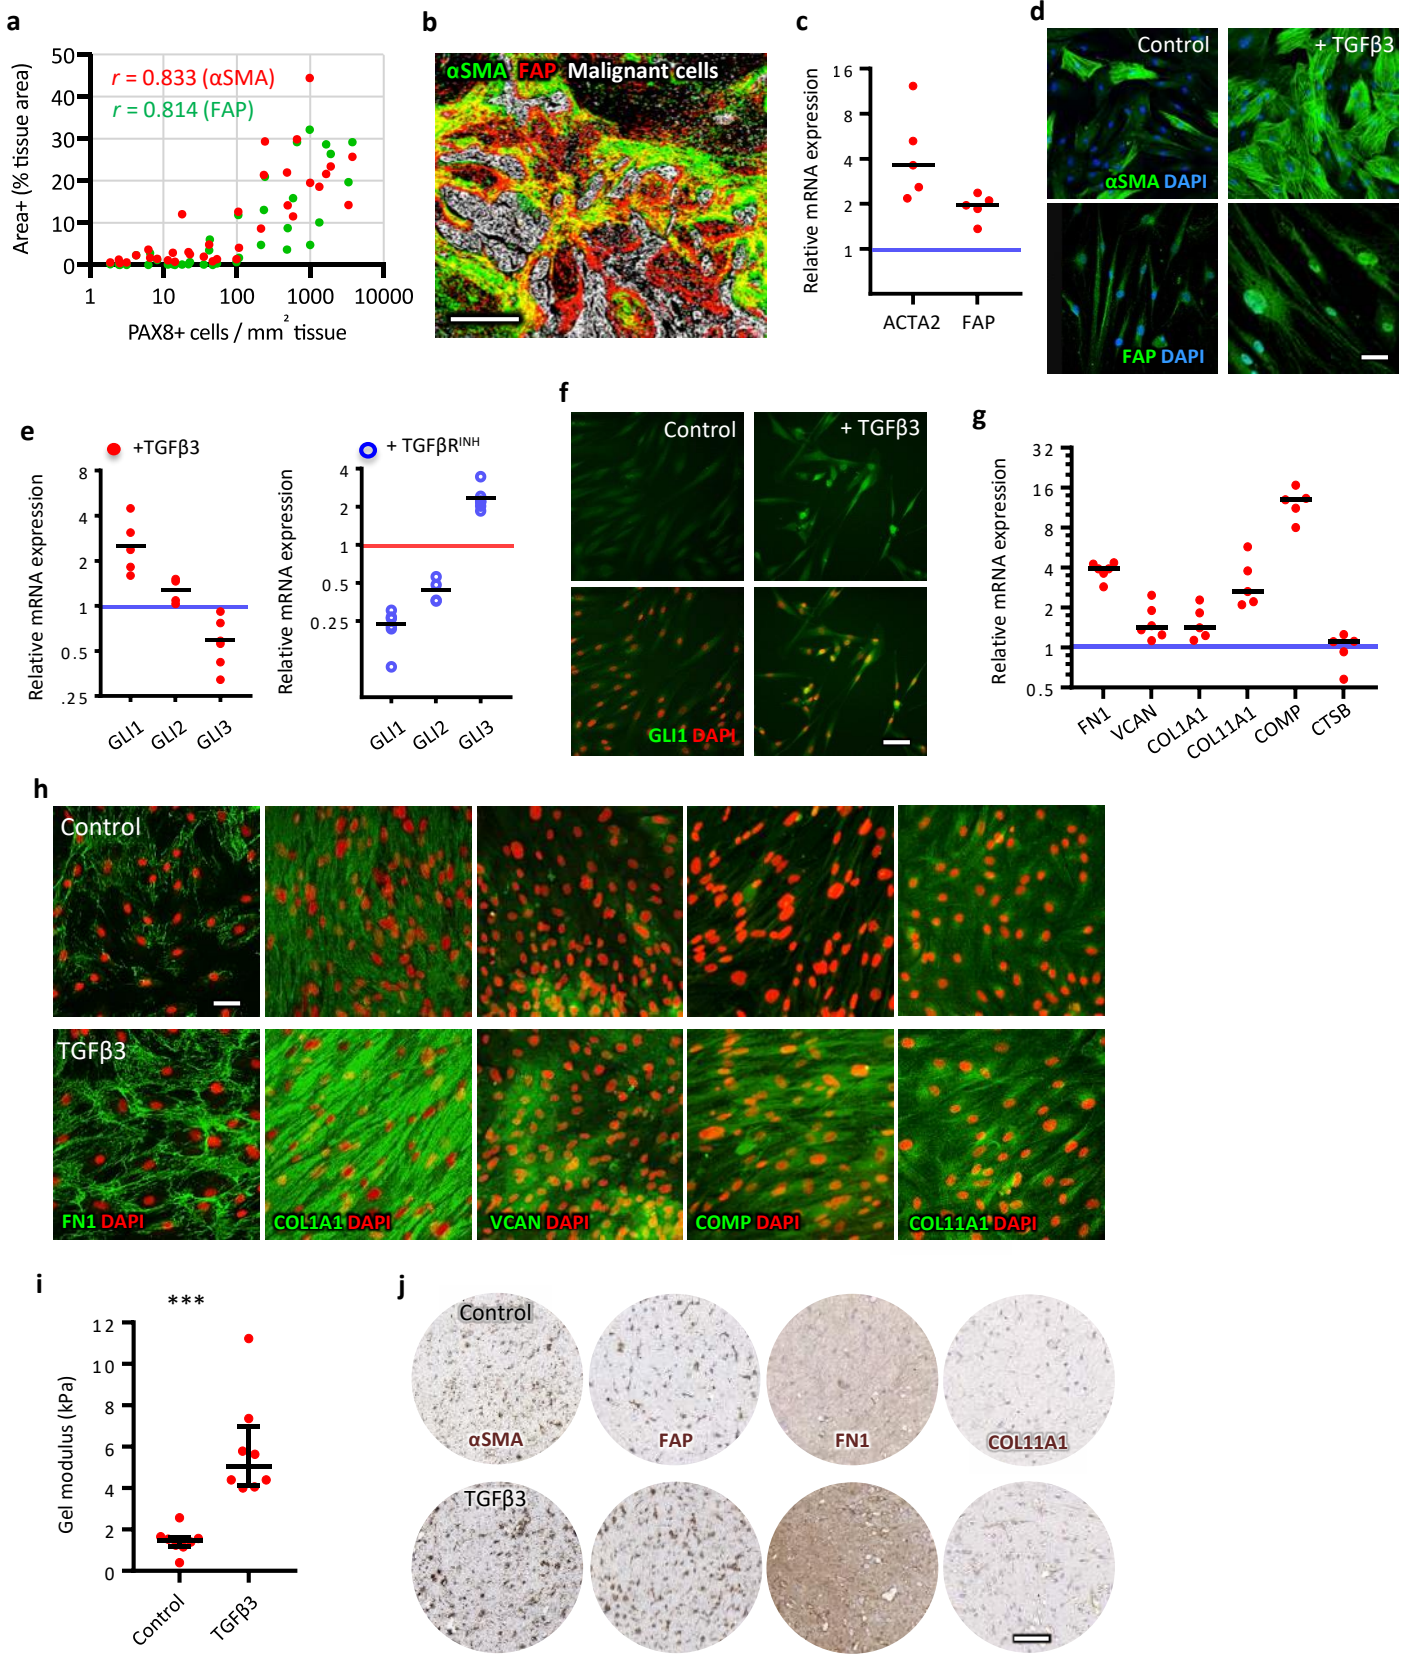 a
50
40
30
20
10
0
Area+ (% tissue area)
r = 0.833 (αSMA)
r = 0.814 (FAP)
1
10
100
1000
10000
PAX8+ cells / mm² tissue
b
αSMA FAP Malignant cells
c
16
8
4
2
1
Relative mRNA expression
ACTA2
FAP
d
Control
+ TGFβ3
αSMA DAPI
FAP DAPI
e
+TGFβ3
8
4
2
1
0.5
.25
Relative mRNA expression
GLI1
GLI2
GLI3
+ TGFβR^INH
4
2
1
0.5
0.25
Relative mRNA expression
GLI1
GLI2
GLI3
f
Control
+ TGFβ3
GLI1 DAPI
g
32
16
8
4
2
1
0.5
Relative mRNA expression
FN1
VCAN
COL1A1
COL11A1
COMP
CTSB
h
Control
TGFβ3
FN1 DAPI
COL1A1 DAPI
VCAN DAPI
COMP DAPI
COL11A1 DAPI
i
***
12
10
8
6
4
2
0
Gel modulus (kPa)
Control
TGFβ3
j
Control
αSMA
FAP
FN1
COL11A1
TGFβ3